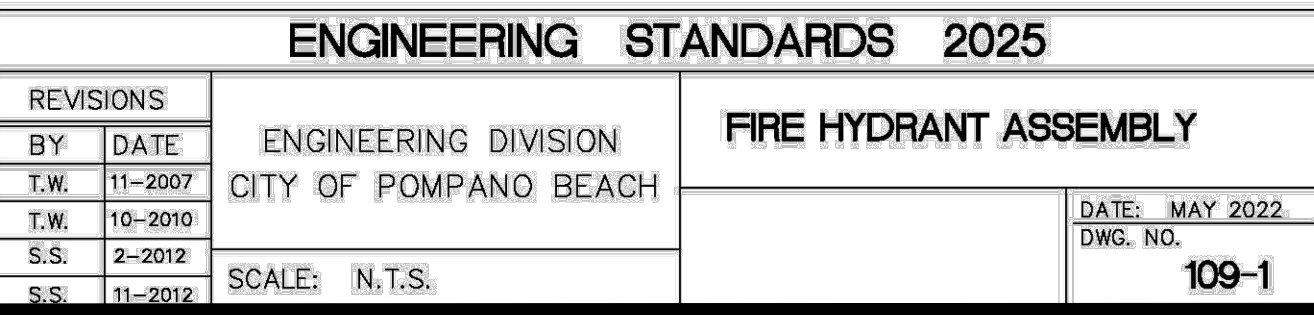 ENGINEERING STANDARDS 2025
REVISIONS
BY DATE
T.W. 11-2007
T.W. 10-2010
S.S. 2-2012
S.S. 11-2012
ENGINEERING DIVISION
CITY OF POMPANO BEACH
SCALE: N.T.S.
FIRE HYDRANT ASSEMBLY
DATE: MAY 2022
DWG. NO.
109-1